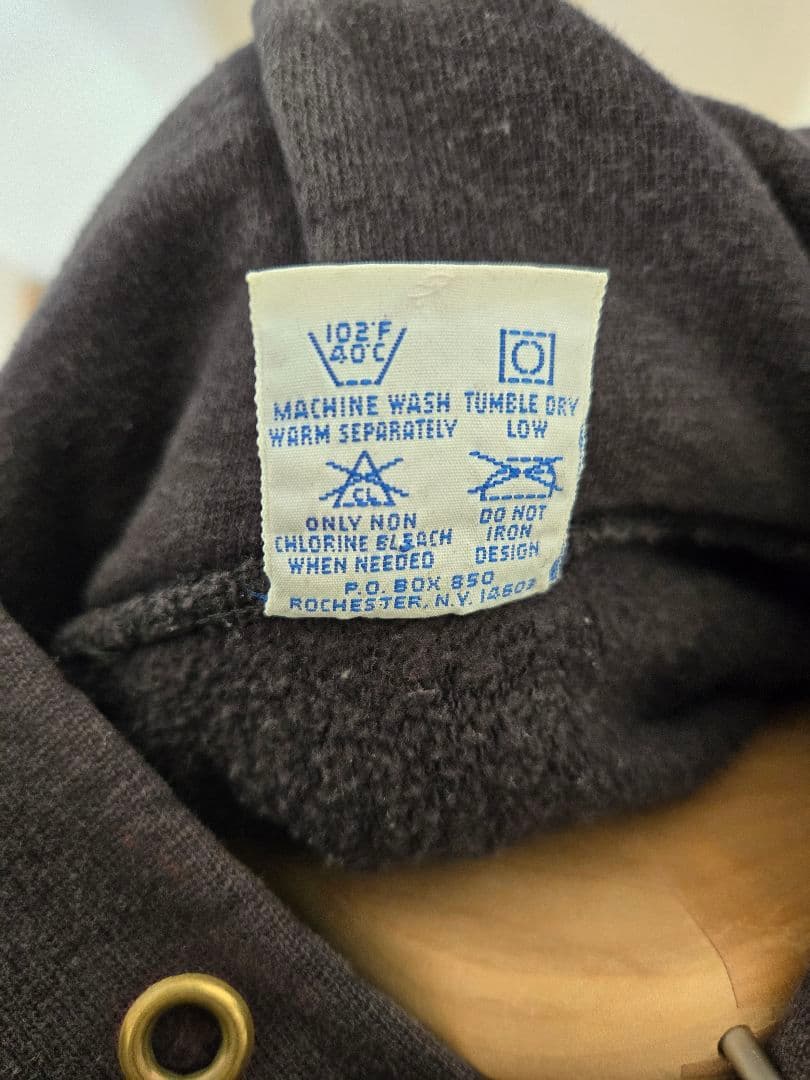 102°F
40°C
MACHINE WASH
WARM SEPARATELY
TUMBLE DRY
LOW
CL
ONLY NON
CHLORINE BLEACH
WHEN NEEDED
DO NOT
IRON
DESIGN
P.O. BOX 850
ROCHESTER, N.Y. 14603